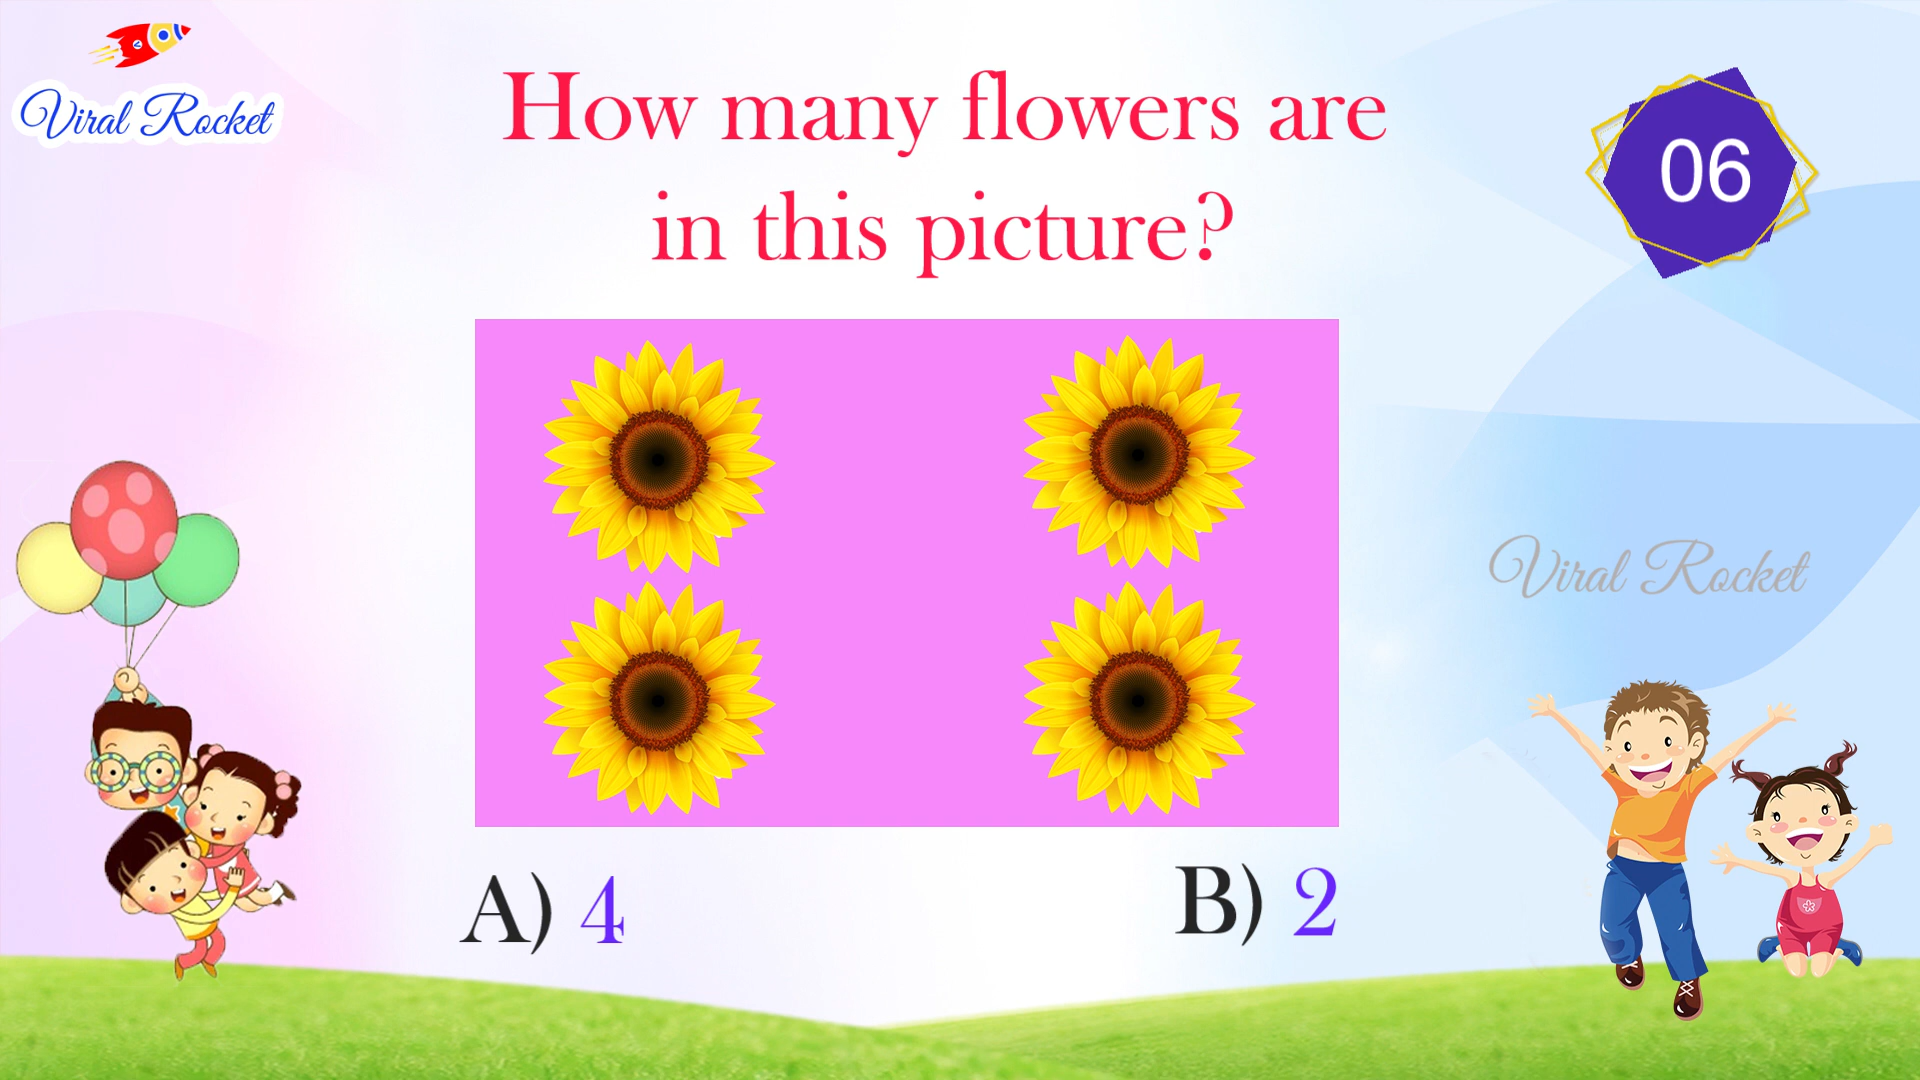 Viral Rocket
How many flowers are
in this picture?
06
Viral Rocket
A) 4
B) 2